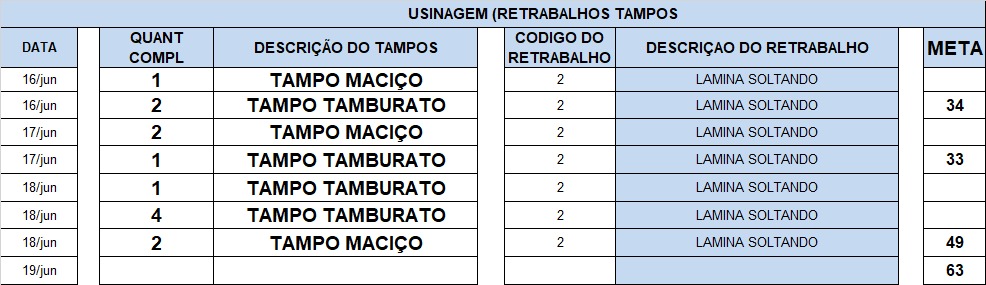 USINAGEM (RETRABALHOS TAMPOS
DATA QUANT COMPL DESCRIÇÃO DO TAMPOS CODIGO DO RETRABALHO DESCRIÇAO DO RETRABALHO META
16/jun 1 TAMPO MACIÇO 2 LAMINA SOLTANDO
16/jun 2 TAMPO TAMBURATO 2 LAMINA SOLTANDO 34
17/jun 2 TAMPO MACIÇO 2 LAMINA SOLTANDO
17/jun 1 TAMPO TAMBURATO 2 LAMINA SOLTANDO 33
18/jun 1 TAMPO TAMBURATO 2 LAMINA SOLTANDO
18/jun 4 TAMPO TAMBURATO 2 LAMINA SOLTANDO
18/jun 2 TAMPO MACIÇO 2 LAMINA SOLTANDO 49
19/jun 63